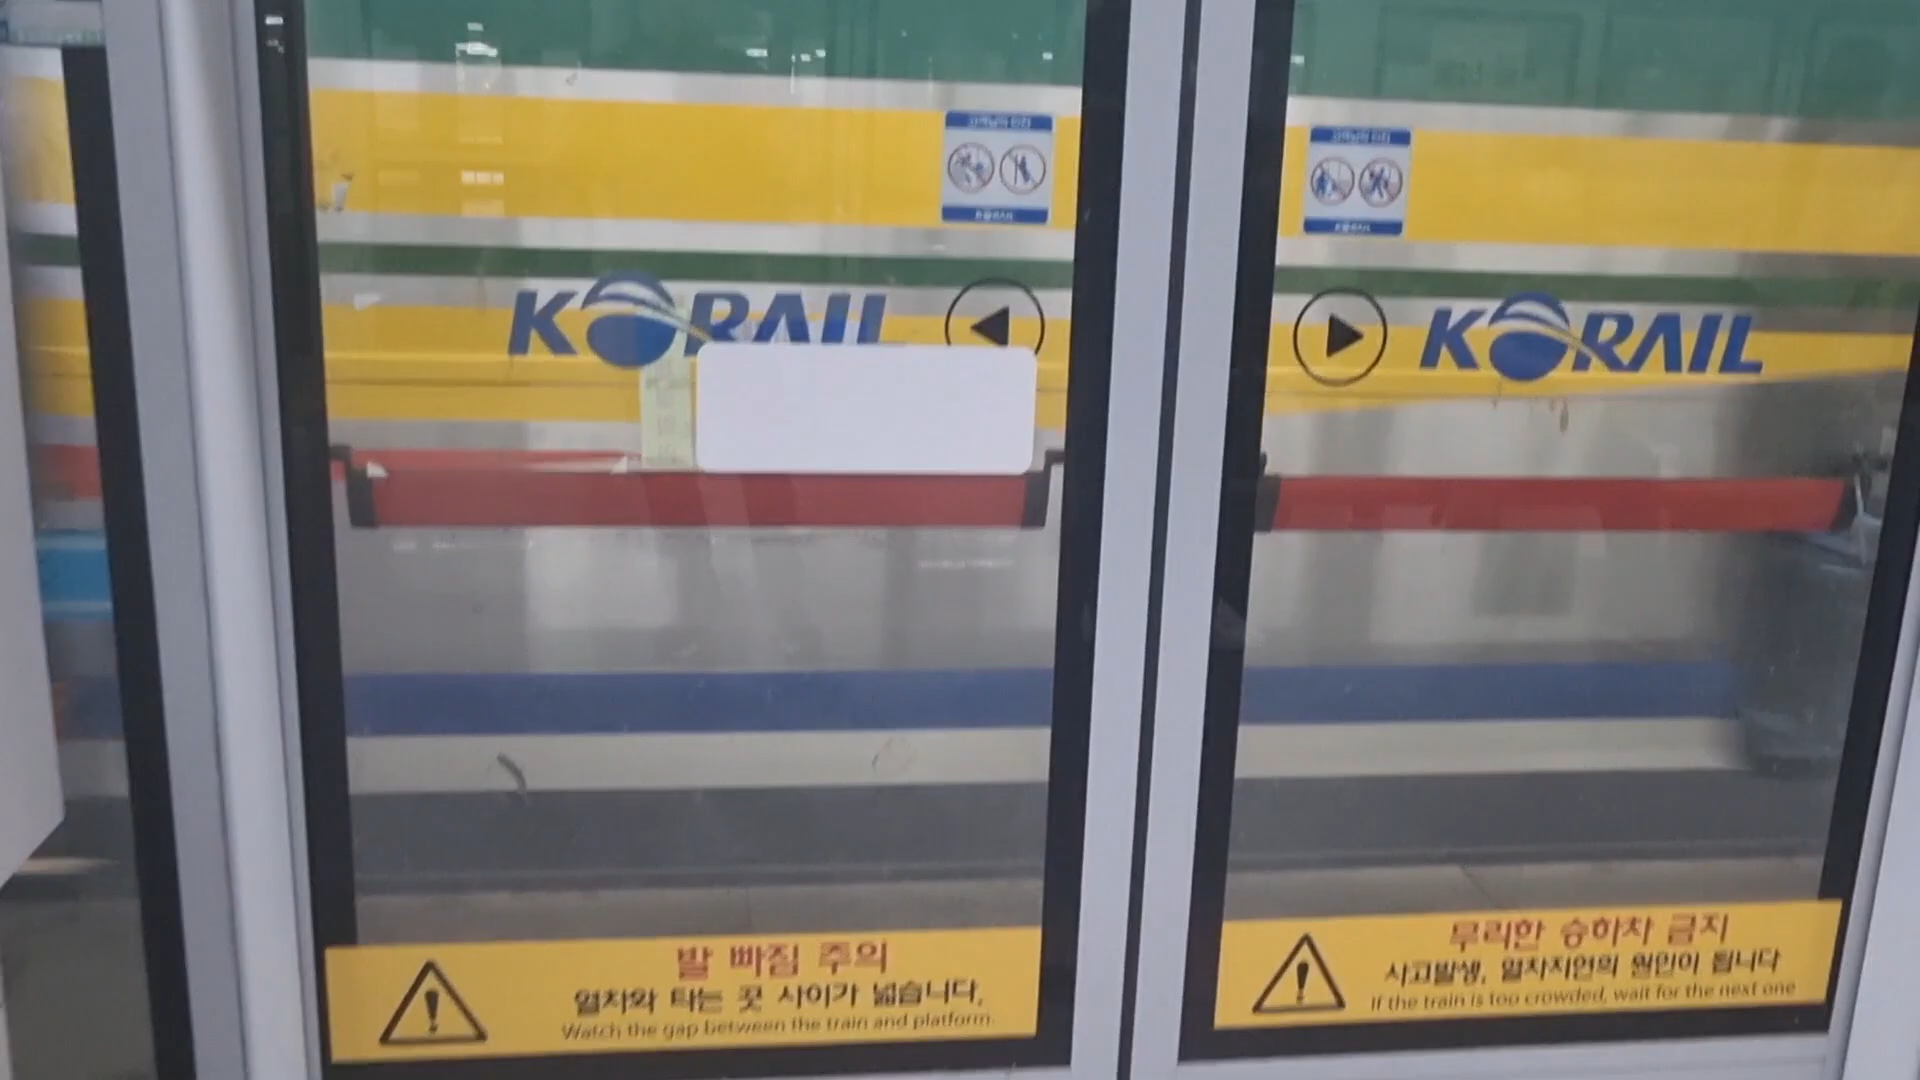 KORAIL
KORAIL
KORAIL
KORAIL
발 빠짐 주의
열차와 타는 곳 사이가 넓습니다.
Watch the gap between the train and platform.
무리한 승하차 금지
사고발생, 열차지연의 원인이 됩니다
If the train is too crowded, wait for the next one